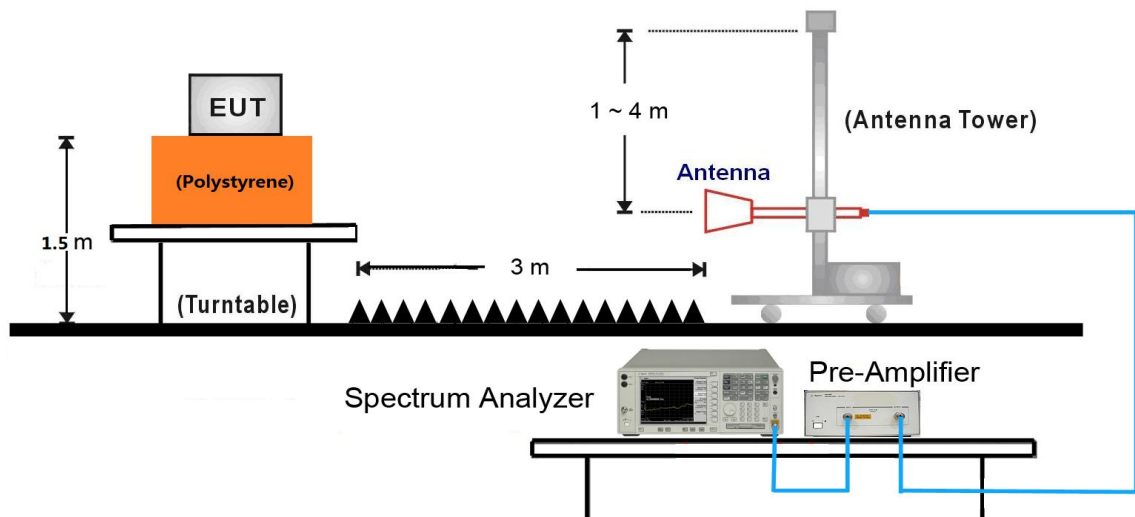 EUT
(Polystyrene)
1.5 m
(Turntable)
3 m
1 ~ 4 m
(Antenna Tower)
Antenna
Spectrum Analyzer
Pre-Amplifier